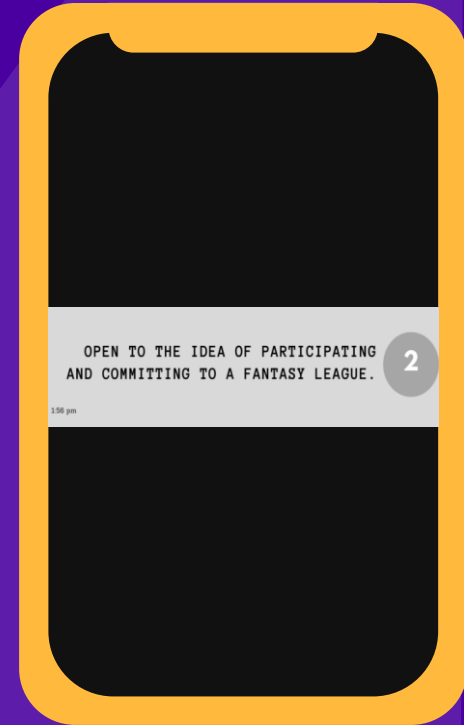 OPEN TO THE IDEA OF PARTICIPATING
AND COMMITTING TO A FANTASY LEAGUE.
2
1:56 pm